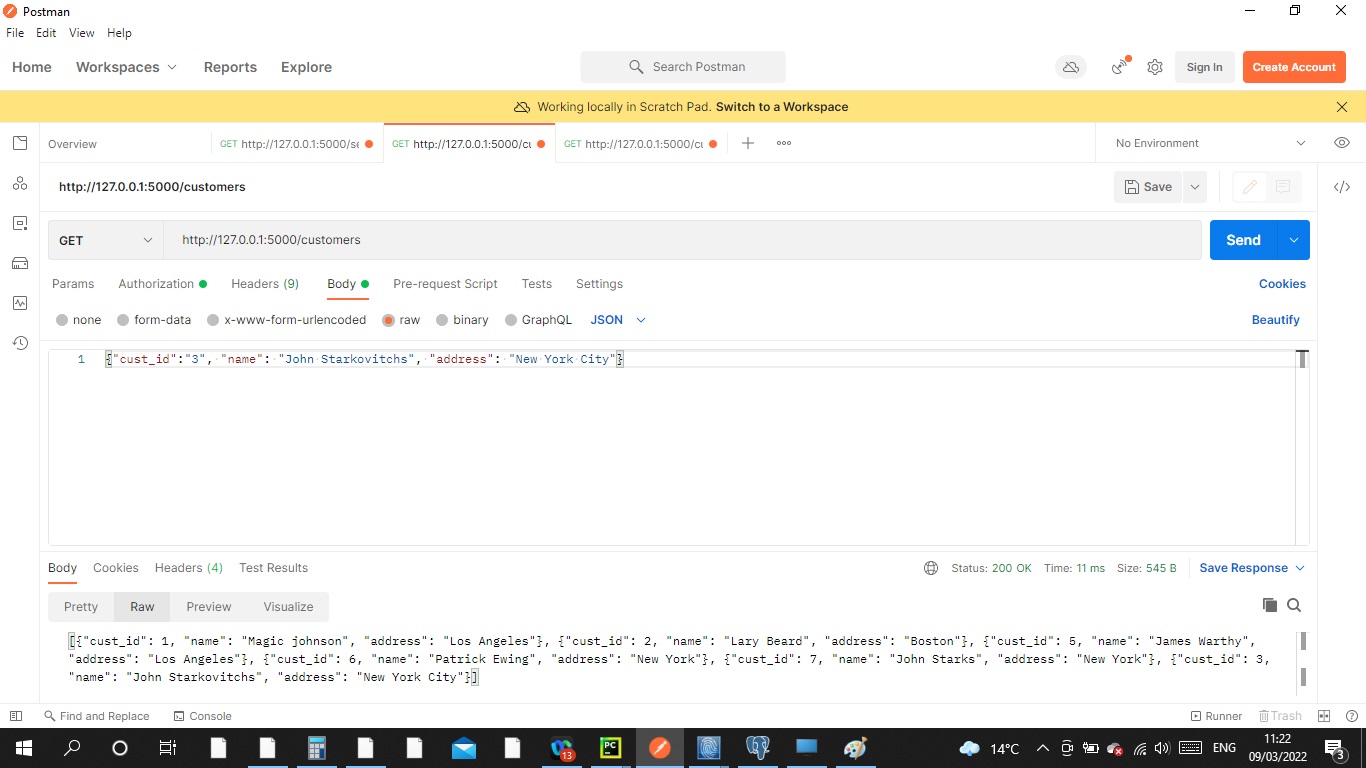 Postman
File Edit View Help
Home Workspaces Reports Explore Search Postman Sign In Create Account
Working locally in Scratch Pad. Switch to a Workspace
Overview GET http://127.0.0.1:5000/se GET http://127.0.0.1:5000/cu GET http://127.0.0.1:5000/cu No Environment
http://127.0.0.1:5000/customers Save
GET http://127.0.0.1:5000/customers Send
Params Authorization Headers (9) Body Pre-request Script Tests Settings Cookies
none form-data x-www-form-urlencoded raw binary GraphQL JSON Beautify
1 {"cust_id":"3", "name": "John Starkovitchs", "address": "New York City"}
Body Cookies Headers (4) Test Results Status: 200 OK Time: 11 ms Size: 545 B Save Response
Pretty Raw Preview Visualize
[{"cust_id": 1, "name": "Magic johnson", "address": "Los Angeles"}, {"cust_id": 2, "name": "Lary Beard", "address": "Boston"}, {"cust_id": 5, "name": "James Warthy",
"address": "Los Angeles"}, {"cust_id": 6, "name": "Patrick Ewing", "address": "New York"}, {"cust_id": 7, "name": "John Starks", "address": "New York"}, {"cust_id": 3,
"name": "John Starkovitchs", "address": "New York City"}]
Find and Replace Console Runner Trash
13 PC 14°C ENG 11:22
09/03/2022 3